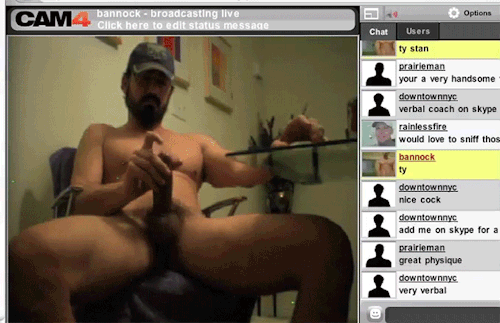 CAM4
bannock - broadcasting live
Click here to edit status message
Options
Chat
Users
ty stan
prairieman
your a very handsome
downtownnyc
verbal coach on skype
rainlessfire
would love to sniff thos
bannock
ty
downtownnyc
nice cock
downtownnyc
add me on skype for a
prairieman
great physique
downtownnyc
very verbal